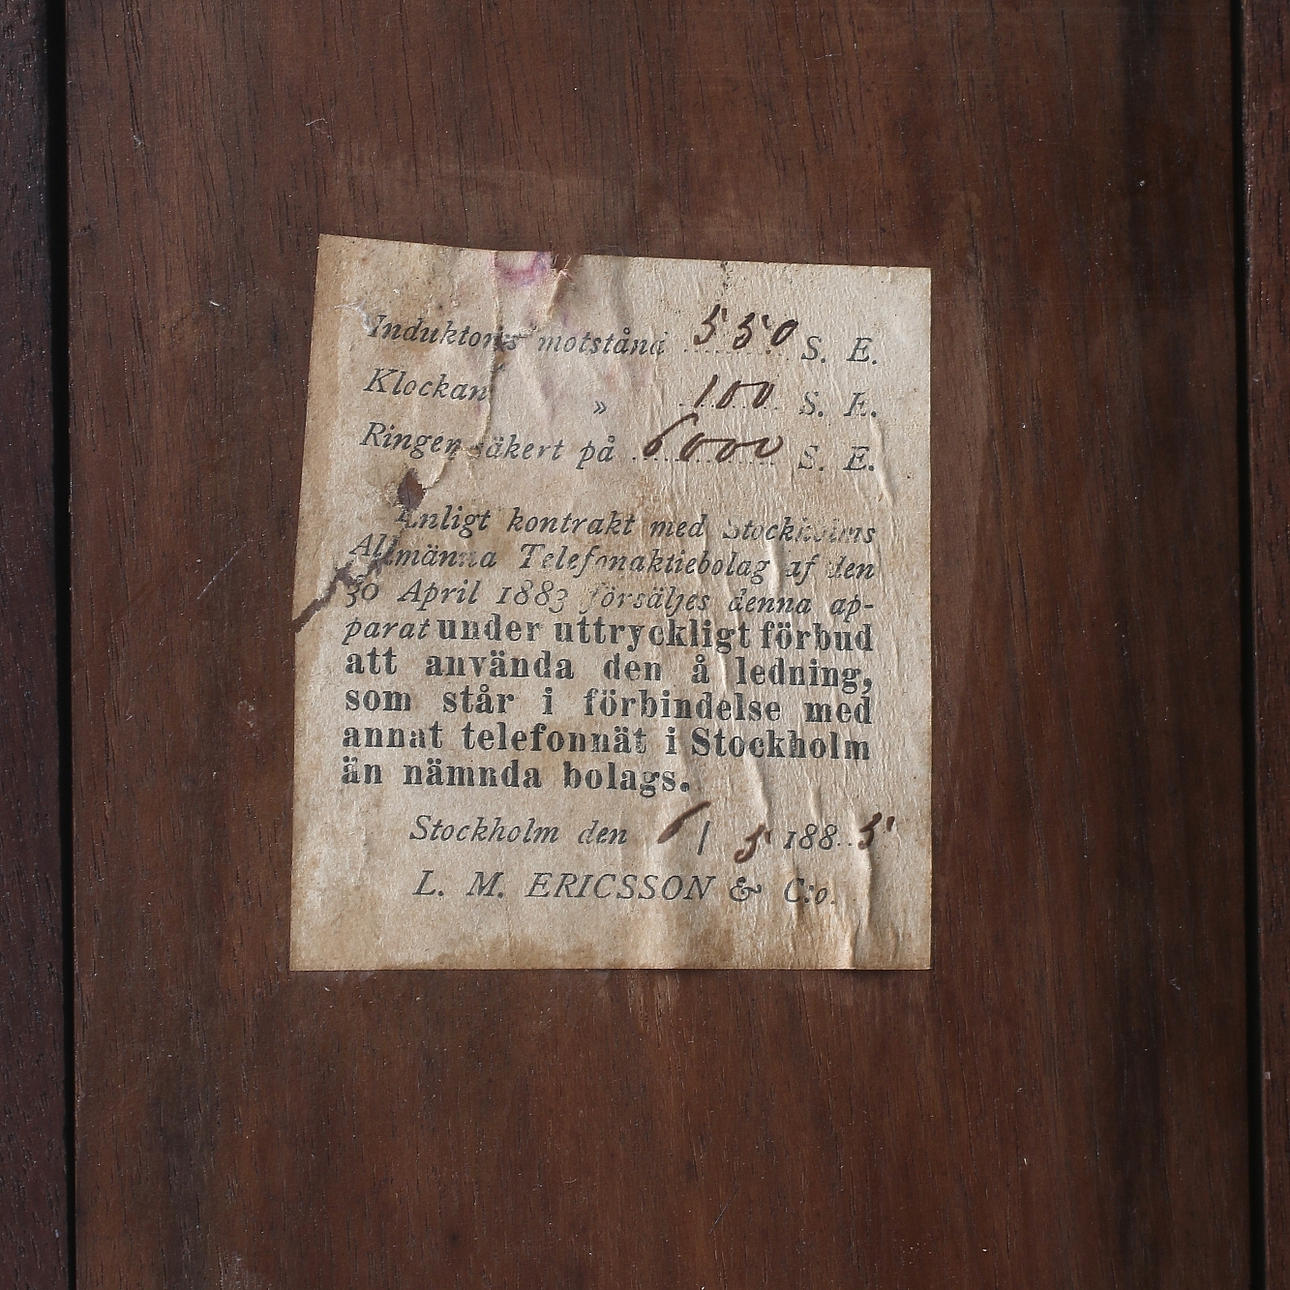 Induktorns motstånd 550 S. E.
Klockan » 100 S. E.
Ringer säkert på 6000 S. E.
Enligt kontrakt med Stockholms
Allmänna Telefonaktiebolag af den
30 April 1883 försäljes denna ap-
parat under uttryckligt förbud
att använda den å ledning,
som står i förbindelse med
annat telefonnät i Stockholm
än nämnda bolags.
Stockholm den 6/5 1885
L. M. ERICSSON & C:o.